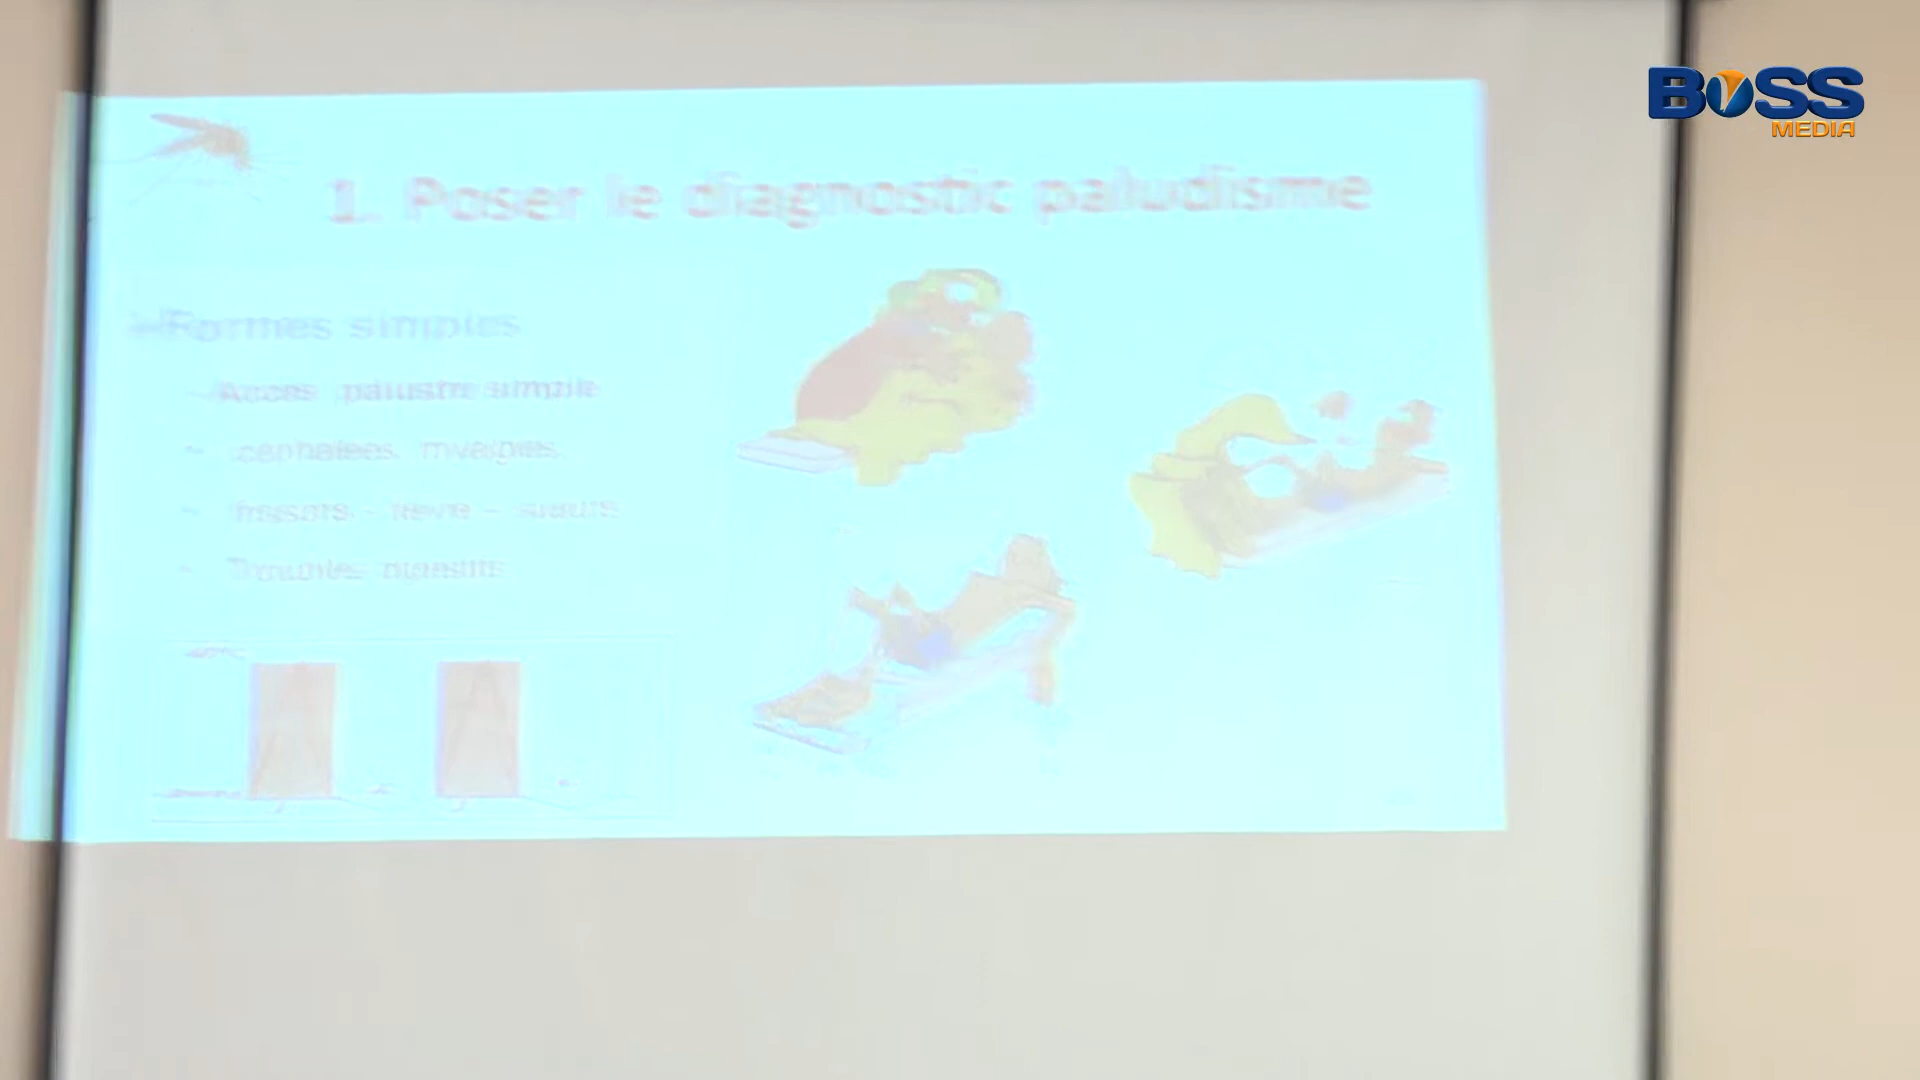 BOSS
MEDIA
1. Poser le diagnostic paludisme
Formes simples
Accès palustre simple
- céphalées, myalgies,
- frissons - fièvre - sueurs
- Troubles digestifs